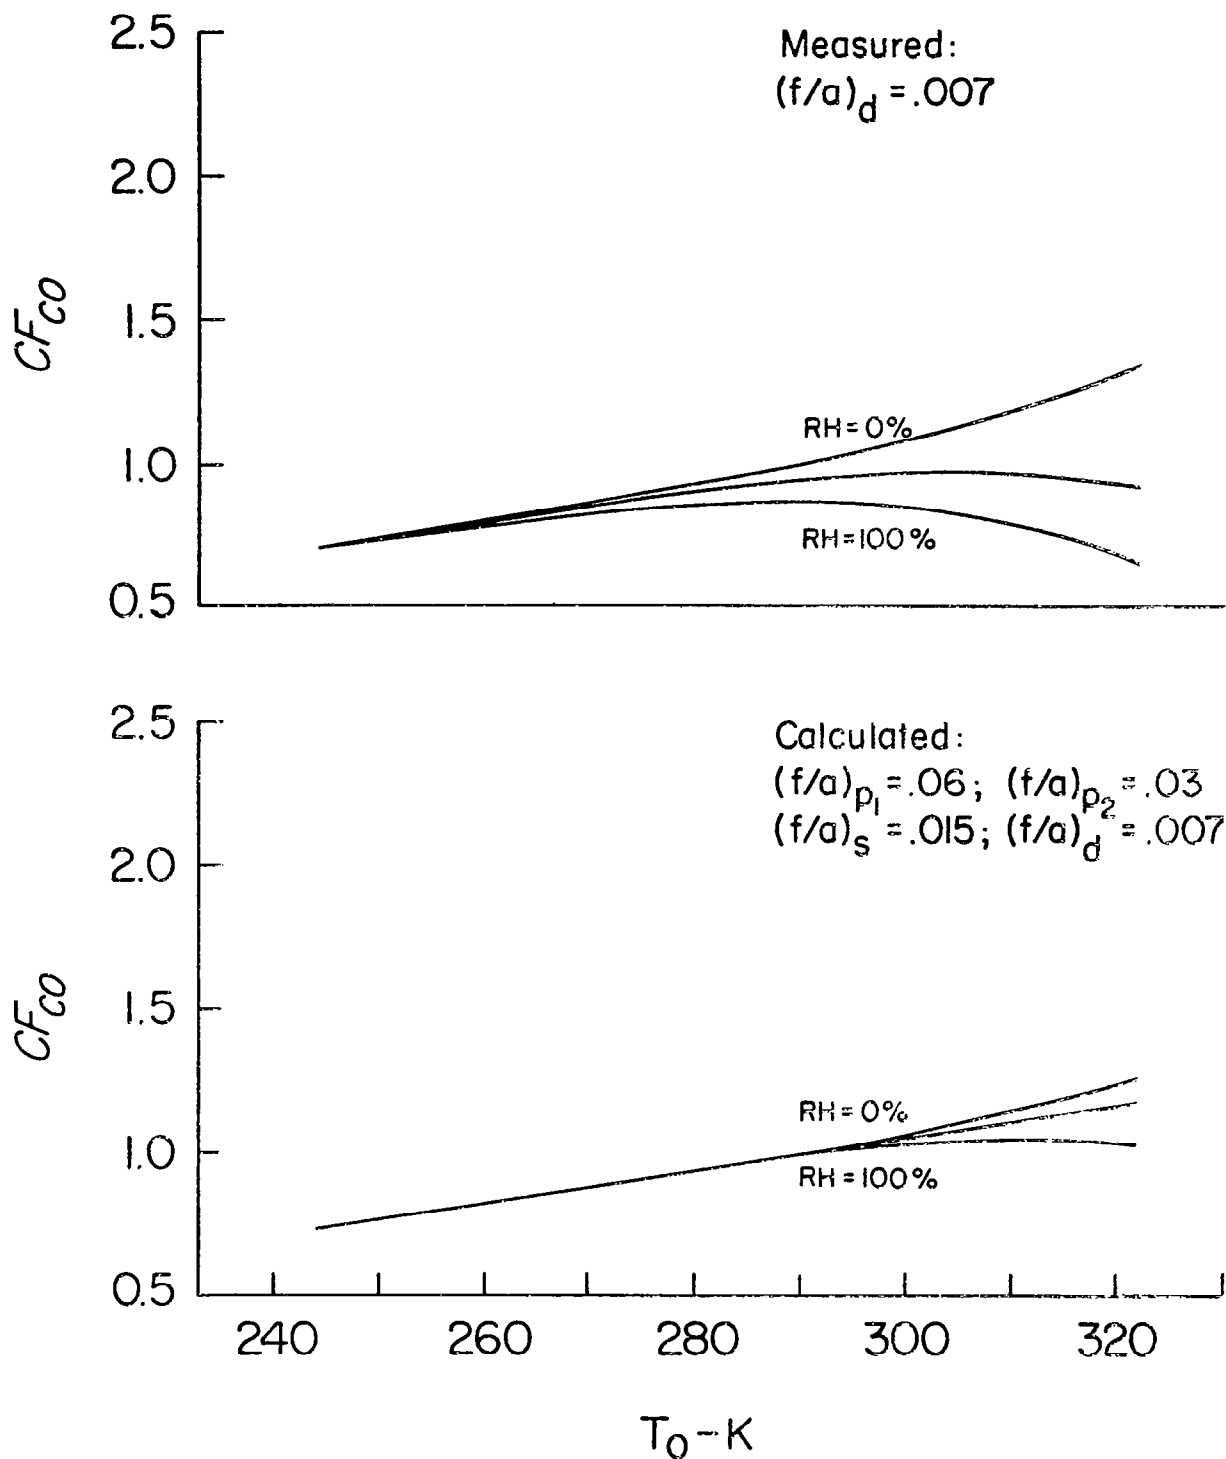 2.5
Measured:
(f/a)d = .007
2.0
1.5
CFCO
RH = 0%
1.0
RH = 100%
0.5
2.5
Calculated:
(f/a)p1 = .06; (f/a)p2 = .03
(f/a)s = .015; (f/a)d = .007
2.0
1.5
CFCO
RH = 0%
1.0
RH = 100%
0.5
240 260 280 300 320
T0 – K